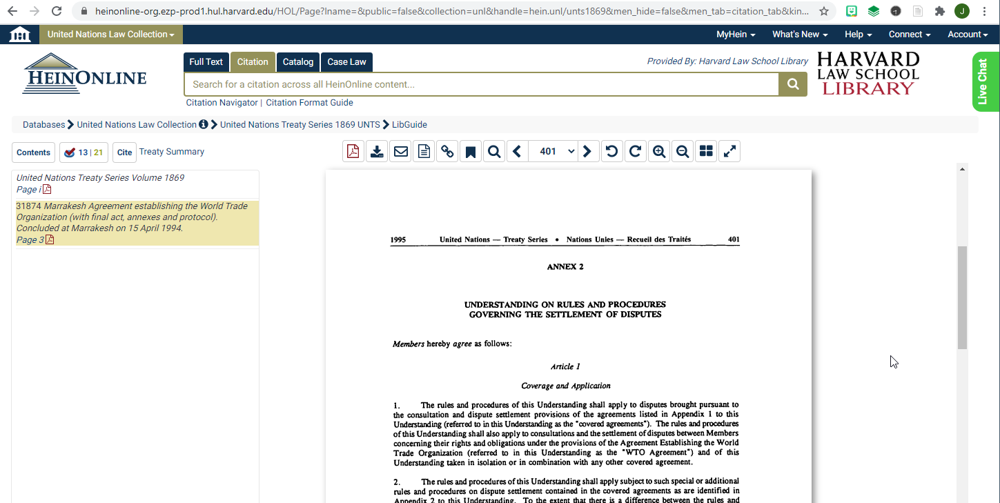 heinonline-org.ezp-prod1.hul.harvard.edu/HOL/Page?lname=&public=false&collection=unl&handle=hein.unl/unts1869&men_hide=false&men_tab=citation_tab&kin...
J
United Nations Law Collection
MyHein
What's New
Help
Connect
Account
HEINONLINE
Full Text
Citation
Catalog
Case Law
Provided By: Harvard Law School Library
HARVARD
LAW SCHOOL
LIBRARY
Live Chat
Search for a citation across all HeinOnline content...
Citation Navigator | Citation Format Guide
Databases United Nations Law Collection United Nations Treaty Series 1869 UNTS LibGuide
Contents
13 | 21
Cite
Treaty Summary
401
United Nations Treaty Series Volume 1869
Page i
31874 Marrakesh Agreement establishing the World Trade
Organization (with final act, annexes and protocol).
Concluded at Marrakesh on 15 April 1994.
Page 3
1995 United Nations — Treaty Series • Nations Unies — Recueil des Traités 401
ANNEX 2
UNDERSTANDING ON RULES AND PROCEDURES
GOVERNING THE SETTLEMENT OF DISPUTES
Members hereby agree as follows:
Article 1
Coverage and Application
1. The rules and procedures of this Understanding shall apply to disputes brought pursuant to
the consultation and dispute settlement provisions of the agreements listed in Appendix 1 to this
Understanding (referred to in this Understanding as the "covered agreements"). The rules and procedures
of this Understanding shall also apply to consultations and the settlement of disputes between Members
concerning their rights and obligations under the provisions of the Agreement Establishing the World
Trade Organization (referred to in this Understanding as the "WTO Agreement") and of this
Understanding taken in isolation or in combination with any other covered agreement.
2. The rules and procedures of this Understanding shall apply subject to such special or additional
rules and procedures on dispute settlement contained in the covered agreements as are identified in
Appendix 2 to this Understanding. To the extent that there is a difference between the rules and